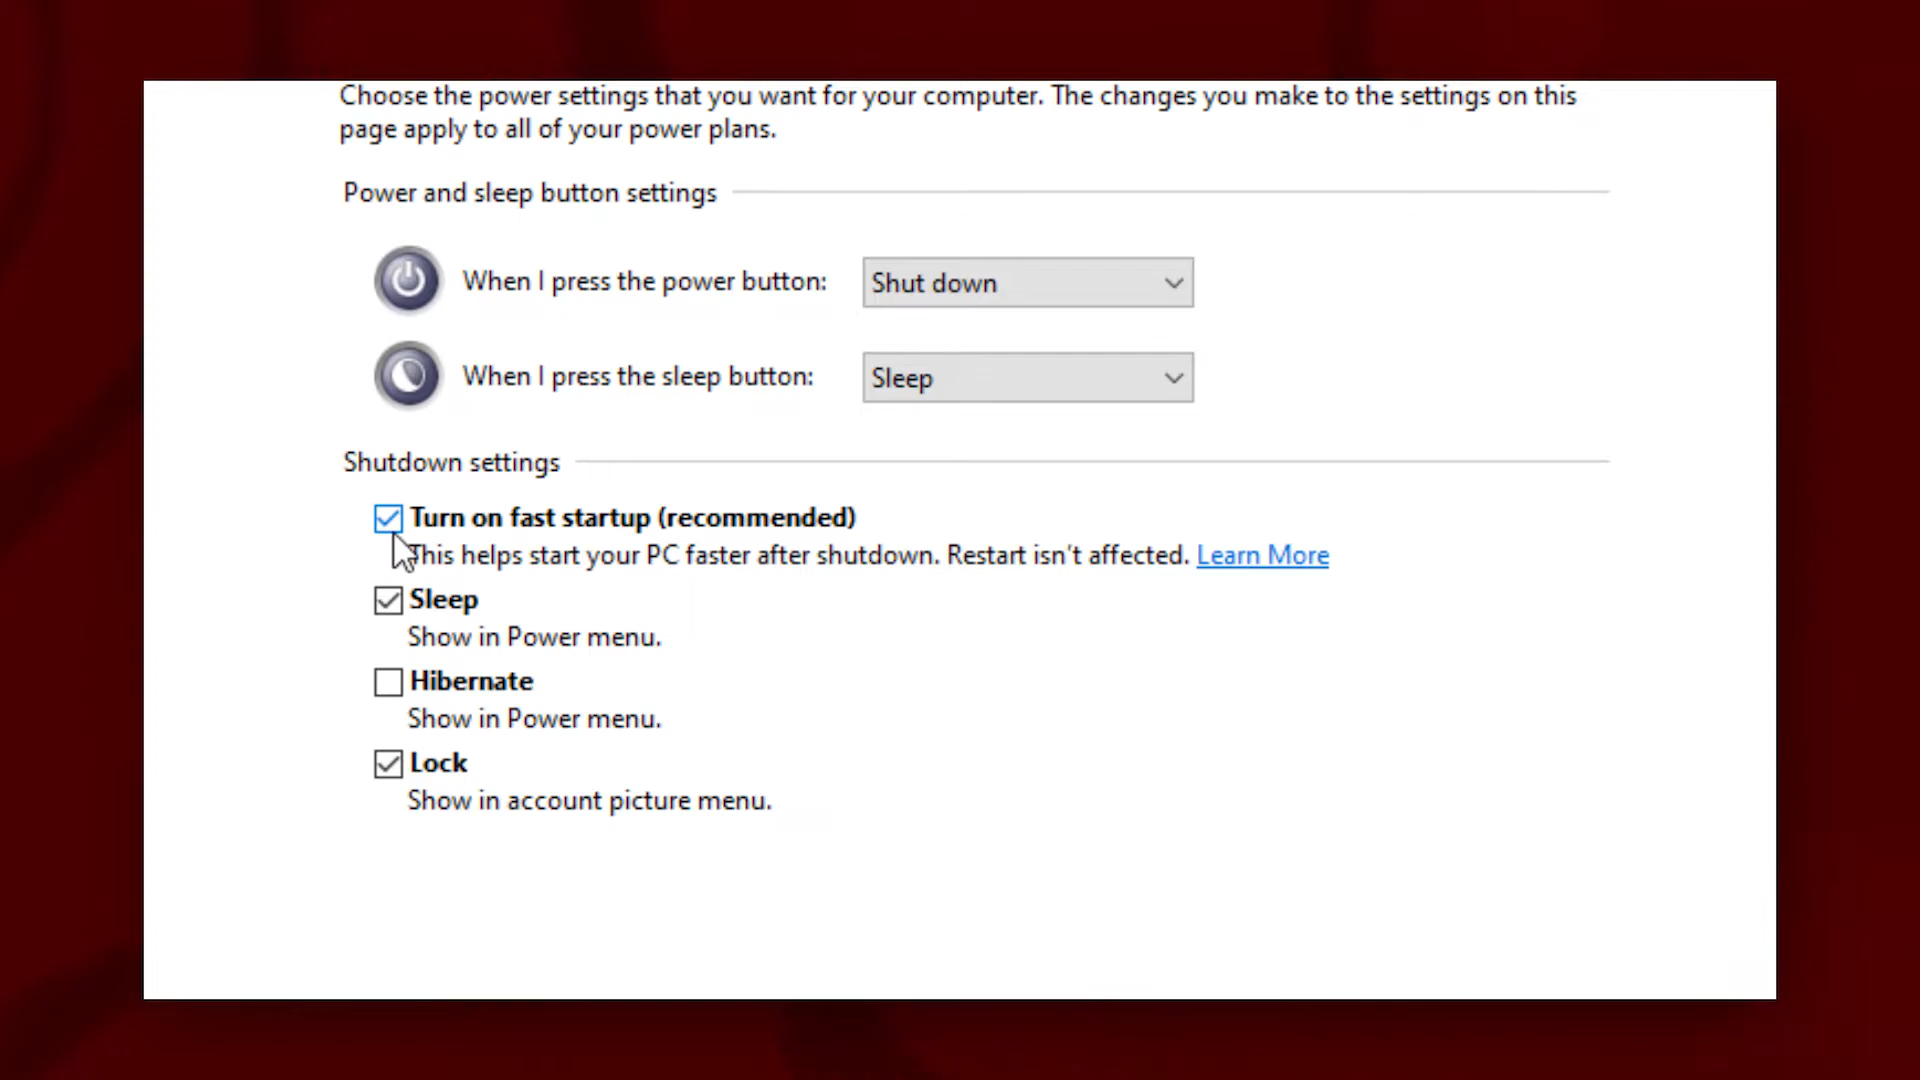 Choose the power settings that you want for your computer. The changes you make to the settings on this
page apply to all of your power plans.
Power and sleep button settings
When I press the power button: Shut down
When I press the sleep button: Sleep
Shutdown settings
Turn on fast startup (recommended)
This helps start your PC faster after shutdown. Restart isn't affected. Learn More
Sleep
Show in Power menu.
Hibernate
Show in Power menu.
Lock
Show in account picture menu.